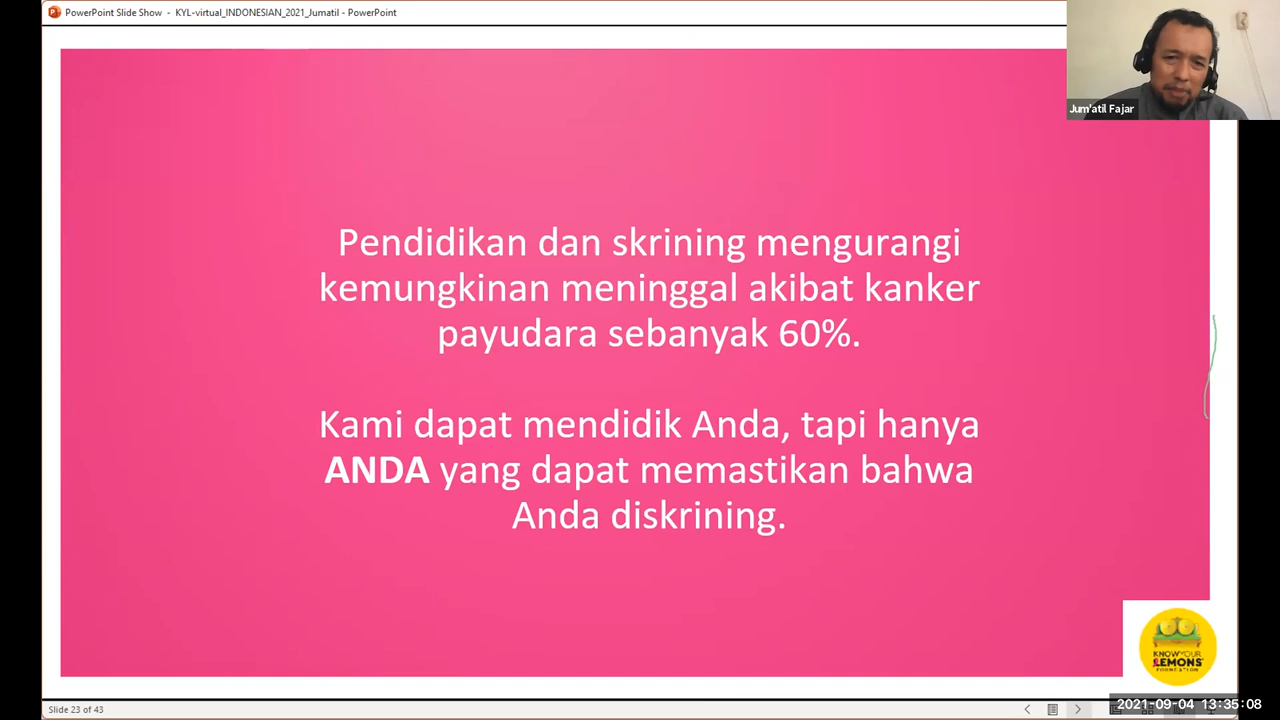 PowerPoint Slide Show - KYL-virtual_INDONESIAN_2021_Jumatil - PowerPoint
Jum'atil Fajar
Pendidikan dan skrining mengurangi
kemungkinan meninggal akibat kanker
payudara sebanyak 60%.
Kami dapat mendidik Anda, tapi hanya
ANDA yang dapat memastikan bahwa
Anda diskrining.
KNOW YOUR
LEMONS
FOUNDATION
Slide 23 of 43
2021-09-04 13:35:08